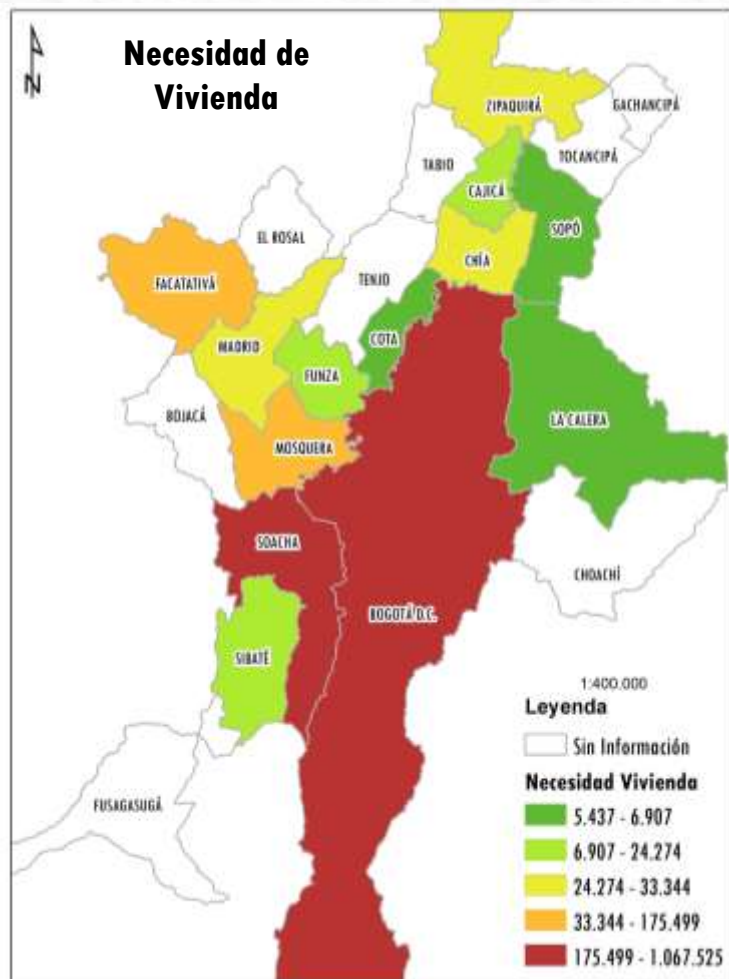 Necesidad de
Vivienda
N
ZIPAQUIRÁ
GACHANCIPÁ
TOCANCIPÁ
TABIO
CAJICÁ
SOPÓ
EL ROSAL
CHÍA
FACATATIVÁ
TENJO
COTA
MADRID
FUNZA
BOJACÁ
LA CALERA
MOSQUERA
SOACHA
CHOACHÍ
BOGOTÁ D.C.
SIBATÉ
FUSAGASUGÁ
1:400.000
Leyenda
Sin Información
Necesidad Vivienda
5.437 - 6.907
6.907 - 24.274
24.274 - 33.344
33.344 - 175.499
175.499 - 1.067.525